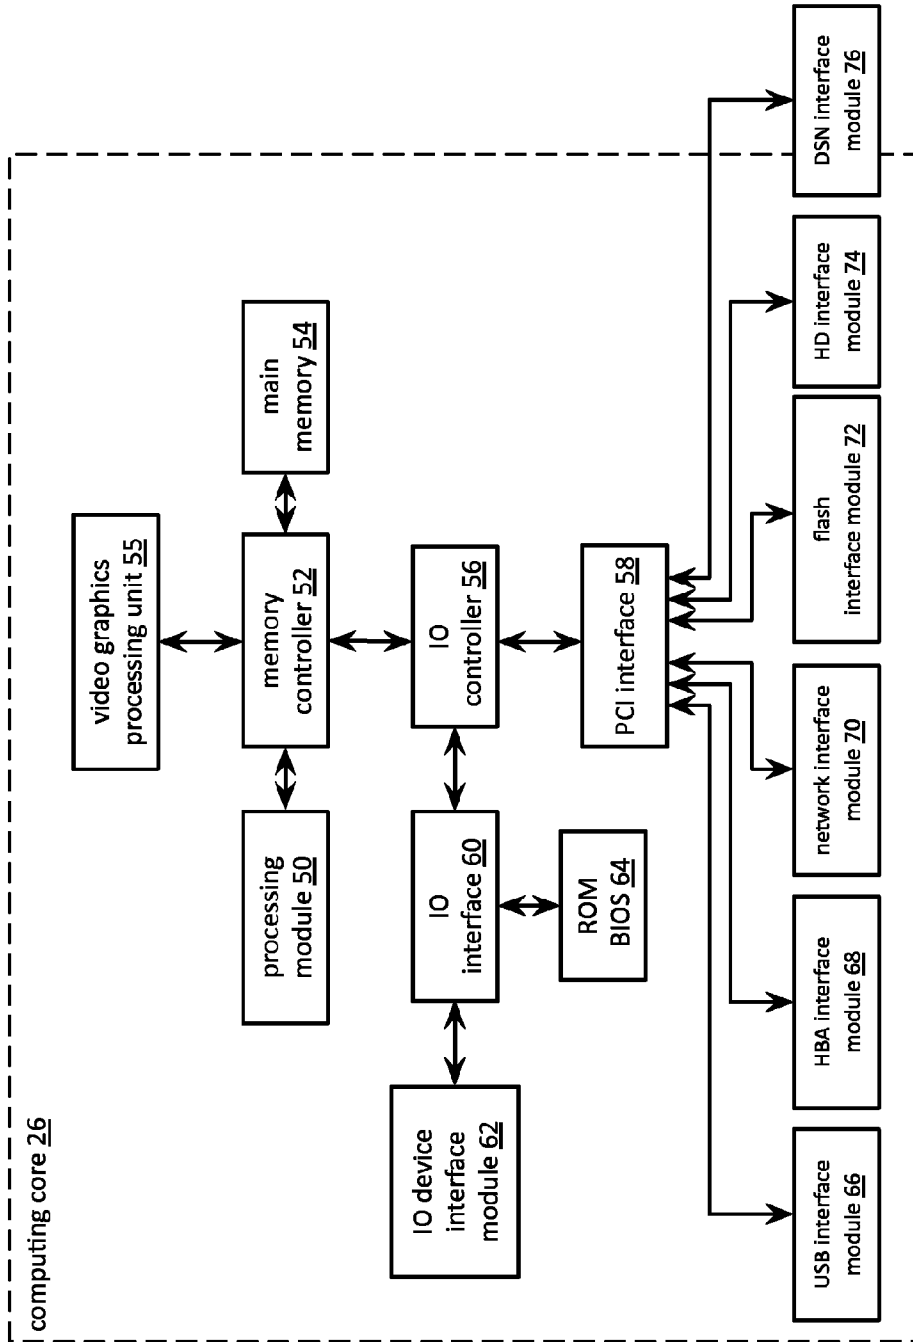 computing core 26
video graphics
processing unit 55
processing
module 50
memory
controller 52
main
memory 54
IO device
interface
module 62
IO
interface 60
IO
controller 56
ROM
BIOS 64
PCI interface 58
USB interface
module 66
HBA interface
module 68
network interface
module 70
flash
interface module 72
HD interface
module 74
DSN interface
module 76